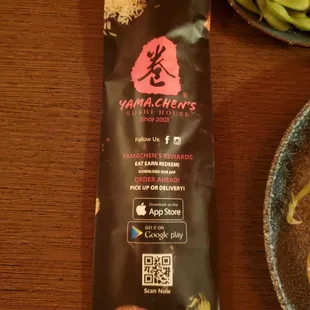 卷
YAMA.CHEN'S
SUSHI HOUSE
Since 2003
Follow Us:
YAMACHEN'S REWARDS
EAT EARN REDEEM!
DOWNLOAD OUR APP
ORDER AHEAD!
PICK UP OR DELIVERY!
Download on the
App Store
GET IT ON
Google play
Scan Now